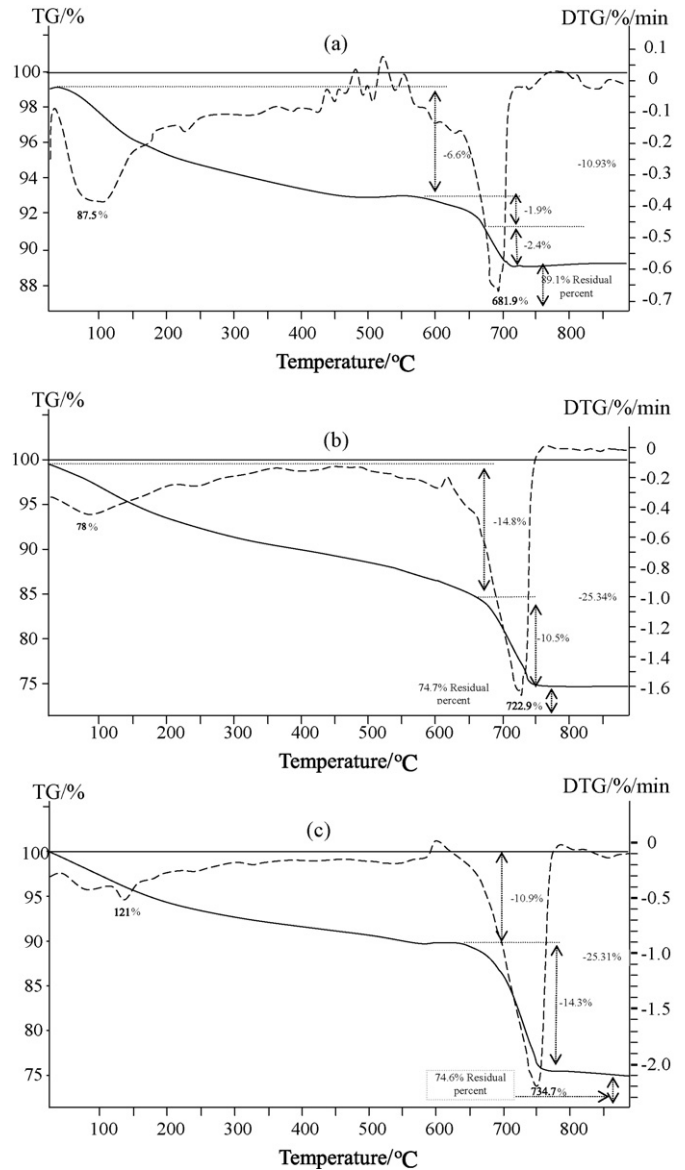 TG/%
DTG/%/min
(a)
0.1
100
0
98
-0.1
96
-0.2
-6.6%
-10.93%
94
-0.3
-0.4
92
87.5%
-1.9%
-0.5
90
-2.4%
-0.6
88
89.1% Residual
percent
681.9%
-0.7
100 200 300 400 500 600 700 800
Temperature/°C
TG/%
DTG/%/min
(b)
0
100
-0.2
95
-0.4
78%
-14.8%
-0.6
90
-0.8
85
-25.34%
-1.0
80
-10.5%
-1.2
-1.4
75
74.7% Residual
percent
722.9%
-1.6
100 200 300 400 500 600 700 800
Temperature/°C
TG/%
DTG/%/min
(c)
0
100
95
-10.9%
-0.5
121%
90
-25.31%
-1.0
85
-14.3%
-1.5
80
75
74.6% Residual
percent
734.7%
-2.0
100 200 300 400 500 600 700 800
Temperature/°C